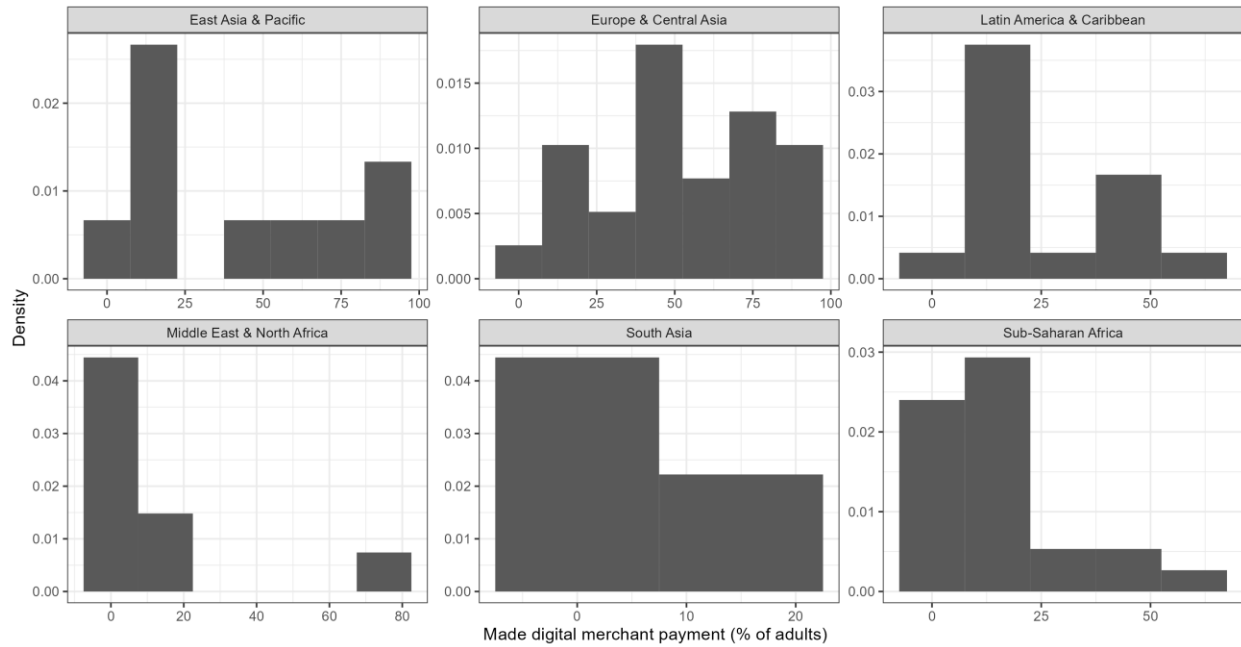 East Asia & Pacific
Europe & Central Asia
Latin America & Caribbean
0.02
0.01
0.00
0 25 50 75 100
0.015
0.010
0.005
0.000
0 25 50 75 100
0.03
0.02
0.01
0.00
0 25 50
Density
Middle East & North Africa
South Asia
Sub-Saharan Africa
0.04
0.03
0.02
0.01
0.00
0 20 40 60 80
0.04
0.03
0.02
0.01
0.00
0 10 20
0.03
0.02
0.01
0.00
0 25 50
Made digital merchant payment (% of adults)